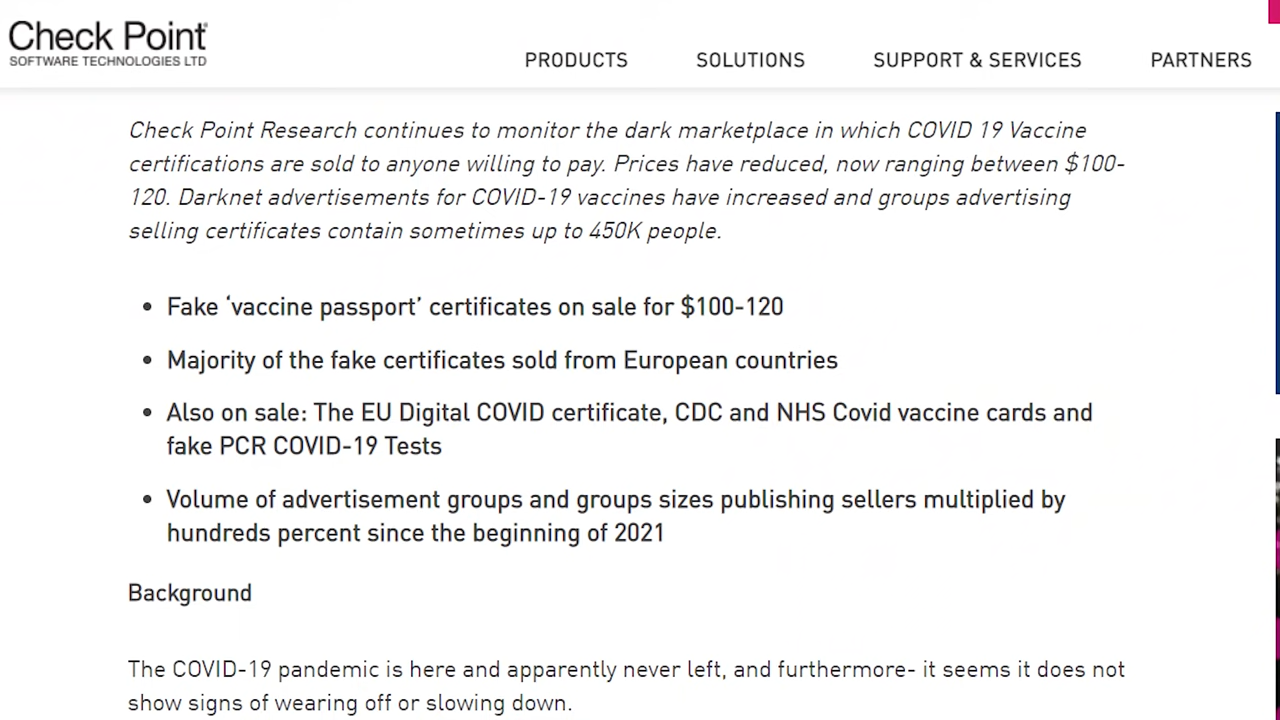 Check Point
SOFTWARE TECHNOLOGIES LTD
PRODUCTS SOLUTIONS SUPPORT & SERVICES PARTNERS
Check Point Research continues to monitor the dark marketplace in which COVID 19 Vaccine
certifications are sold to anyone willing to pay. Prices have reduced, now ranging between $100-
120. Darknet advertisements for COVID-19 vaccines have increased and groups advertising
selling certificates contain sometimes up to 450K people.
• Fake ‘vaccine passport’ certificates on sale for $100-120
• Majority of the fake certificates sold from European countries
• Also on sale: The EU Digital COVID certificate, CDC and NHS Covid vaccine cards and
fake PCR COVID-19 Tests
• Volume of advertisement groups and groups sizes publishing sellers multiplied by
hundreds percent since the beginning of 2021
Background
The COVID-19 pandemic is here and apparently never left, and furthermore- it seems it does not
show signs of wearing off or slowing down.